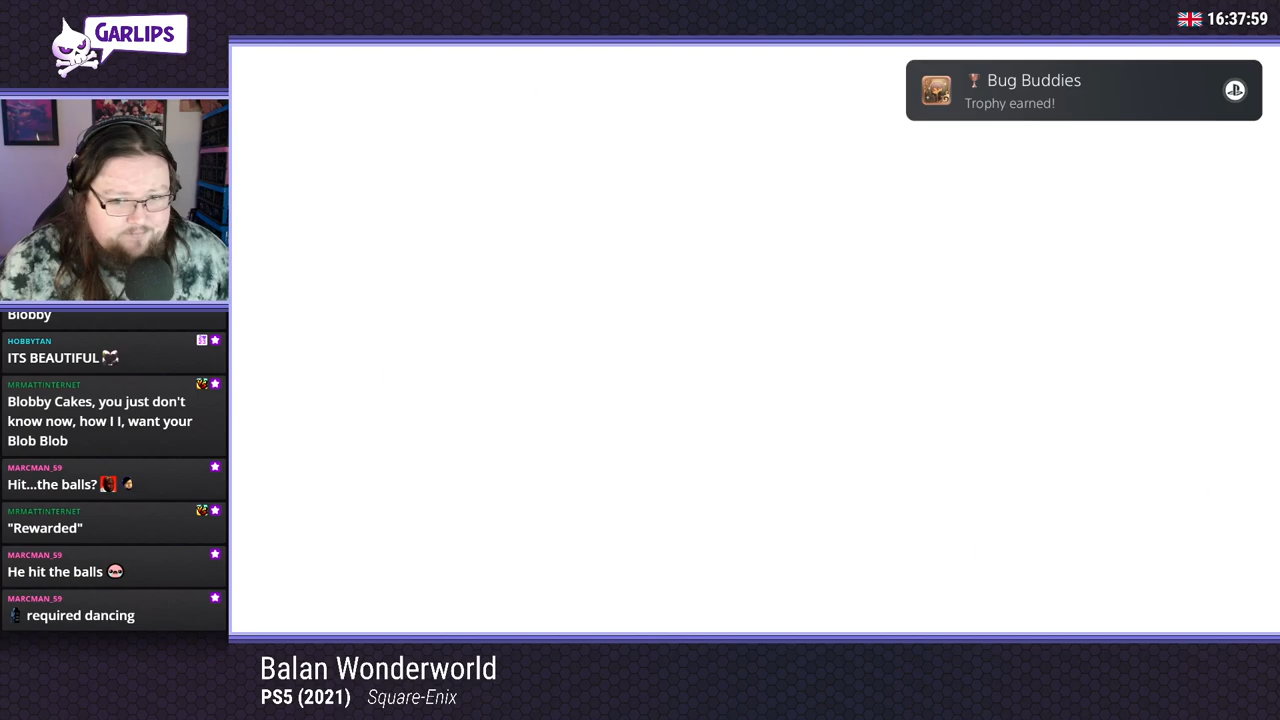 GARLIPS
16:37:59
Bug Buddies
Trophy earned!
Blobby
HOBBYTAN
ITS BEAUTIFUL
MRMATTINTERNET
Blobby Cakes, you just don't
know now, how I I, want your
Blob Blob
MARCMAN_59
Hit...the balls?
MRMATTINTERNET
"Rewarded"
MARCMAN_59
He hit the balls
MARCMAN_59
required dancing
Balan Wonderworld
PS5 (2021) Square-Enix